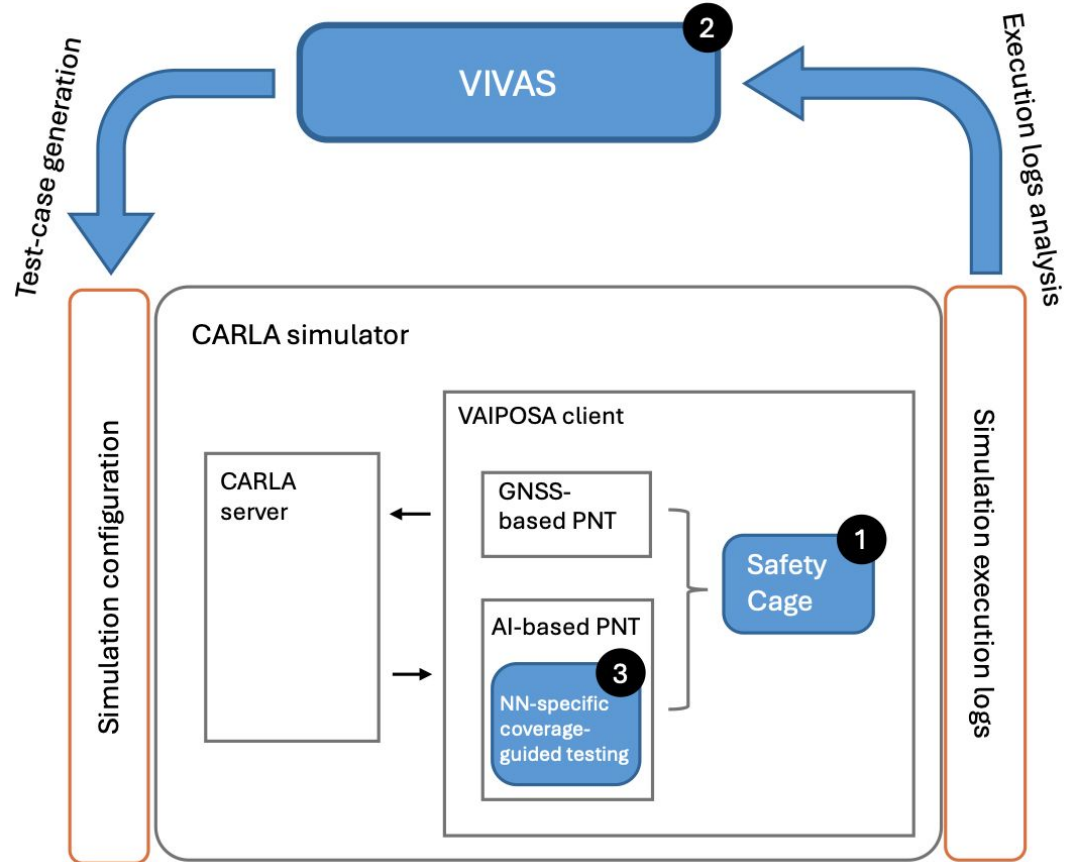 2
VIVAS
Test-case generation
Execution logs analysis
CARLA simulator
Simulation configuration
VAIPOSA client
CARLA
server
GNSS-
based PNT
1
Safety
Cage
AI-based PNT
3
NN-specific
coverage-
guided testing
Simulation execution logs